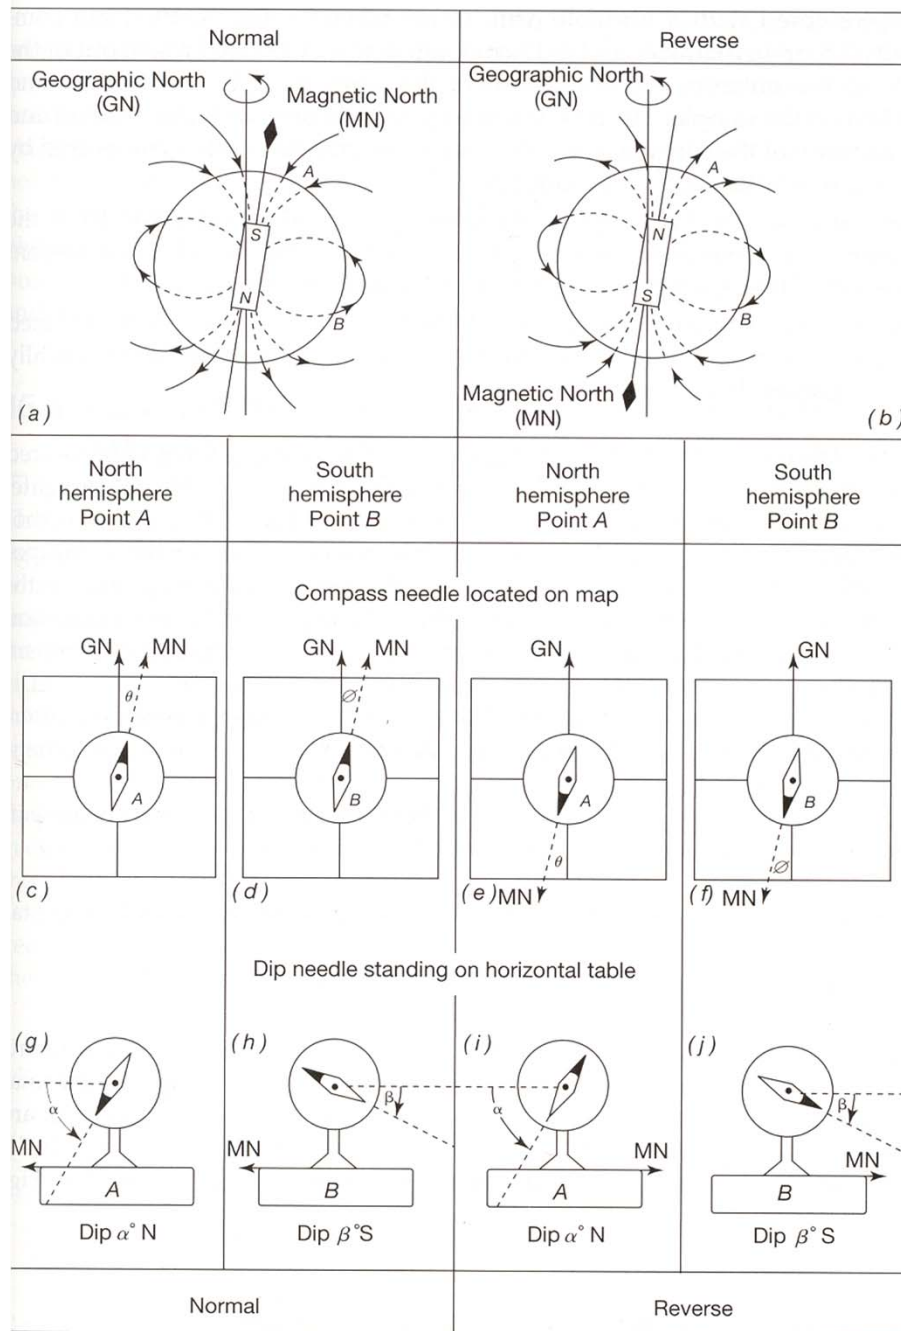 Normal
Reverse
Geographic North
(GN)
Magnetic North
(MN)
A
S
N
B
(a)
Geographic North
(GN)
A
N
S
B
Magnetic North
(MN)
(b)
North
hemisphere
Point A
South
hemisphere
Point B
North
hemisphere
Point A
South
hemisphere
Point B
Compass needle located on map
GN MN
θ
A
(c)
GN MN
∅
B
(d)
GN
A
θ
(e) MN
GN
B
∅
(f) MN
Dip needle standing on horizontal table
(g)
α
MN
A
Dip α° N
(h)
β
MN
B
Dip β°S
(i)
α
MN
A
Dip α° N
(j)
β
MN
B
Dip β° S
Normal
Reverse